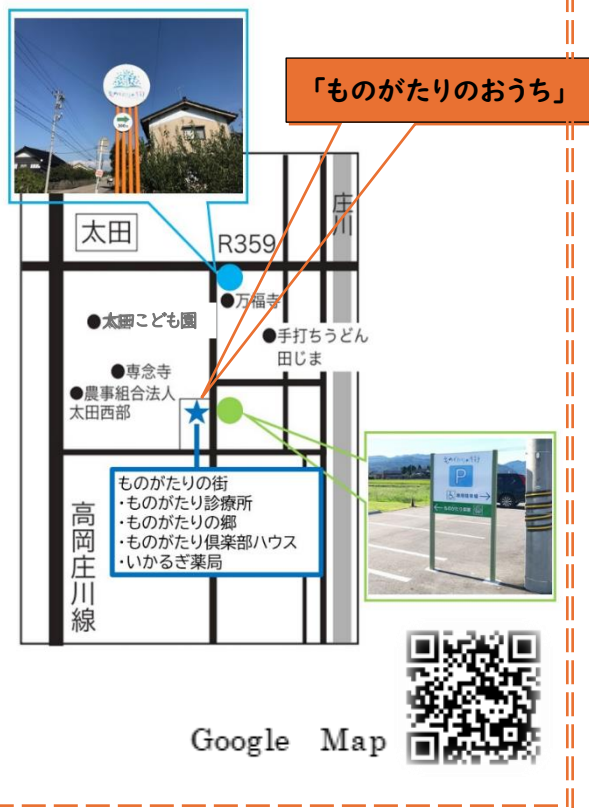 「ものがたりのおうち」
庄川
太田
R359
●万福寺
●太田こども園
●手打ちうどん
田じま
●専念寺
●農事組合法人
太田西部
ものがたりの街
・ものがたり診療所
・ものがたりの郷
・ものがたり倶楽部ハウス
・いかるぎ薬局
高岡庄川線
P
Google Map